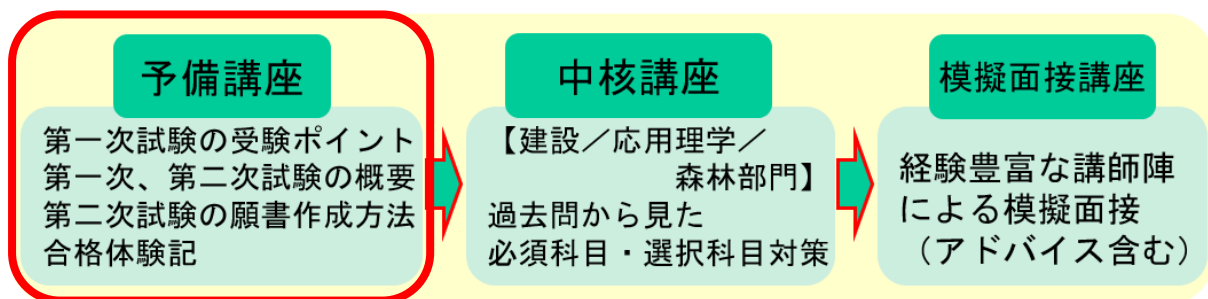 予備講座
第一次試験の受験ポイント
第一次、第二次試験の概要
第二次試験の願書作成方法
合格体験記
中核講座
【建設／応用理学／
森林部門】
過去問から見た
必須科目・選択科目対策
模擬面接講座
経験豊富な講師陣
による模擬面接
（アドバイス含む）